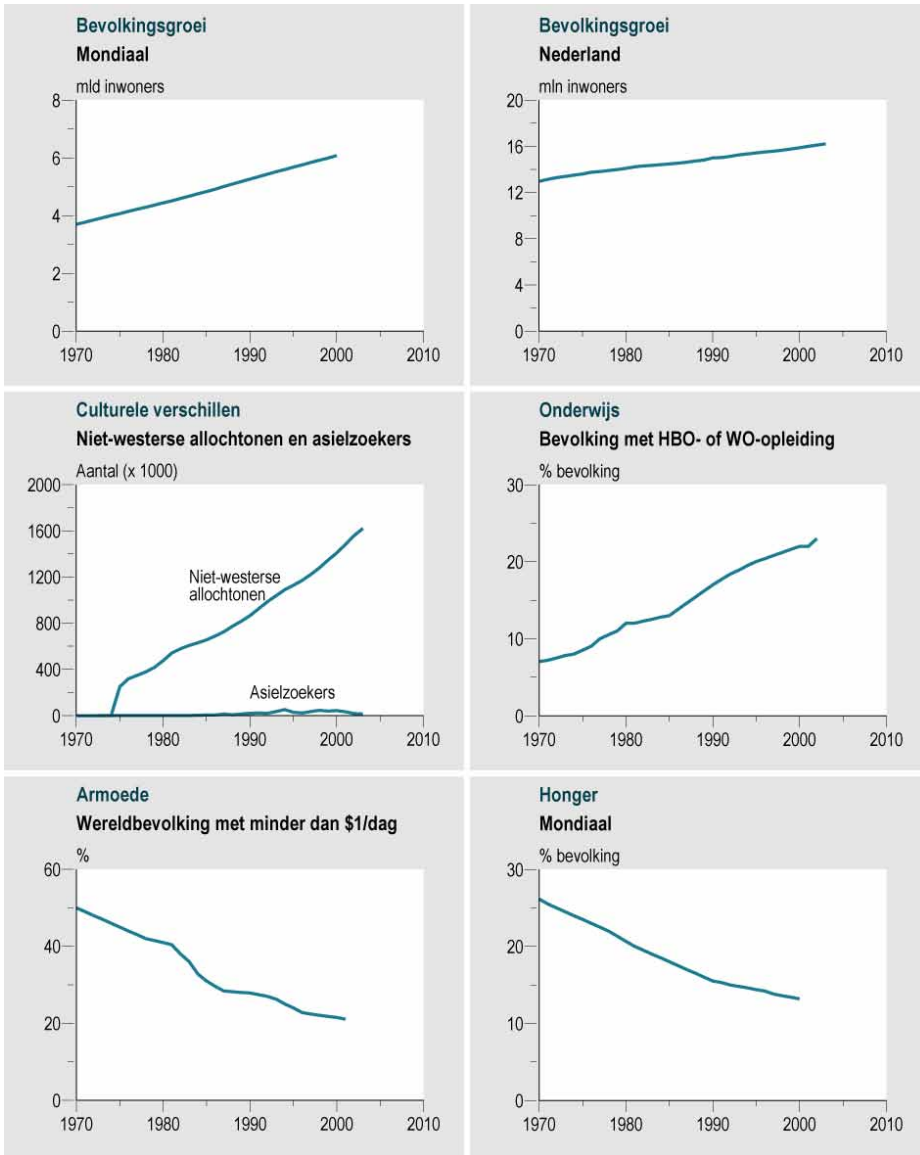 Bevolkingsgroei
Mondiaal
mld inwoners
8
6
4
2
0
1970 1980 1990 2000 2010
Bevolkingsgroei
Nederland
mln inwoners
20
16
12
8
4
0
1970 1980 1990 2000 2010
Culturele verschillen
Niet-westerse allochtonen en asielzoekers
Aantal (x 1000)
2000
1600
1200
800
400
0
Niet-westerse
allochtonen
Asielzoekers
1970 1980 1990 2000 2010
Onderwijs
Bevolking met HBO- of WO-opleiding
% bevolking
30
20
10
0
1970 1980 1990 2000 2010
Armoede
Wereldbevolking met minder dan $1/dag
%
60
40
20
0
1970 1980 1990 2000 2010
Honger
Mondiaal
% bevolking
30
20
10
0
1970 1980 1990 2000 2010